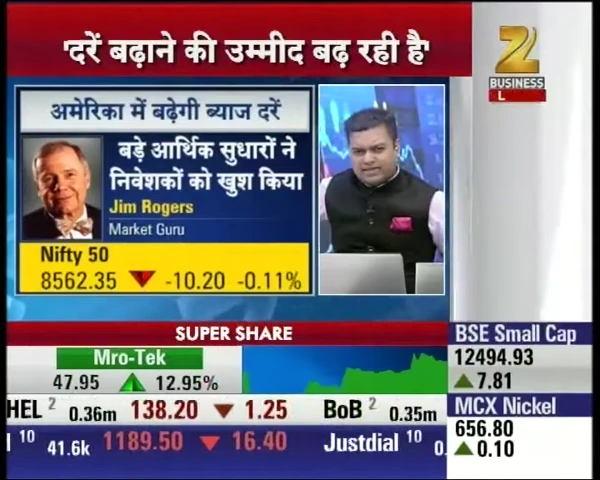 'दरें बढ़ाने की उम्मीद बढ़ रही है'
Z
BUSINESS
L
अमेरिका में बढ़ेगी ब्याज दरें
बड़े आर्थिक सुधारों ने
निवेशकों को खुश किया
Jim Rogers
Market Guru
Nifty 50
8562.35 ▼ -10.20 -0.11%
SUPER SHARE
Mro-Tek
47.95 ▲ 12.95%
BSE Small Cap
12494.93
▲ 7.81
MCX Nickel
656.80
▲ 0.10
HEL 2 0.36m 138.20 ▼ 1.25 BoB 2 0.35m
10 41.6k 1189.50 ▼ 16.40 Justdial 10 0.